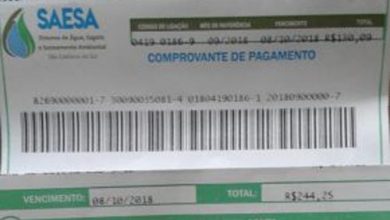 SAESA
Sistema de Água, Esgoto
e Saneamento Ambiental
São Caetano do Sul
CÓDIGO DE LIGAÇÃO MÊS DE REFERÊNCIA VENCIMENTO TOTAL
0419 0186-9 09/2018 08/10/2018 R$130,09
COMPROVANTE DE PAGAMENTO
82690000001-7 30090035081-4 01804190186-1 20180900000-7
VENCIMENTO: 08/10/2018 TOTAL: R$244,25